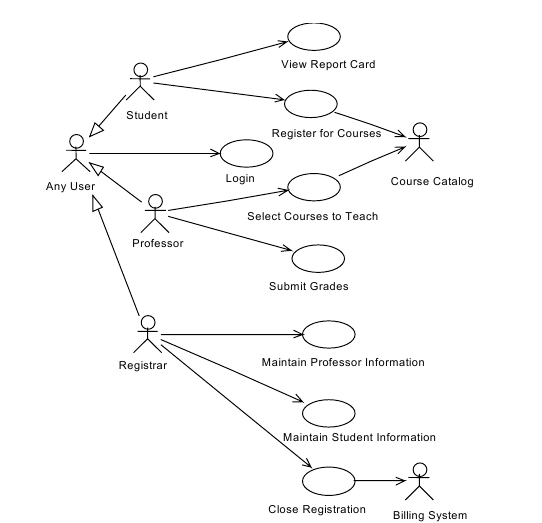 View Report Card
Student
Register for Courses
Course Catalog
Any User
Login
Select Courses to Teach
Professor
Submit Grades
Registrar
Maintain Professor Information
Maintain Student Information
Close Registration
Billing System